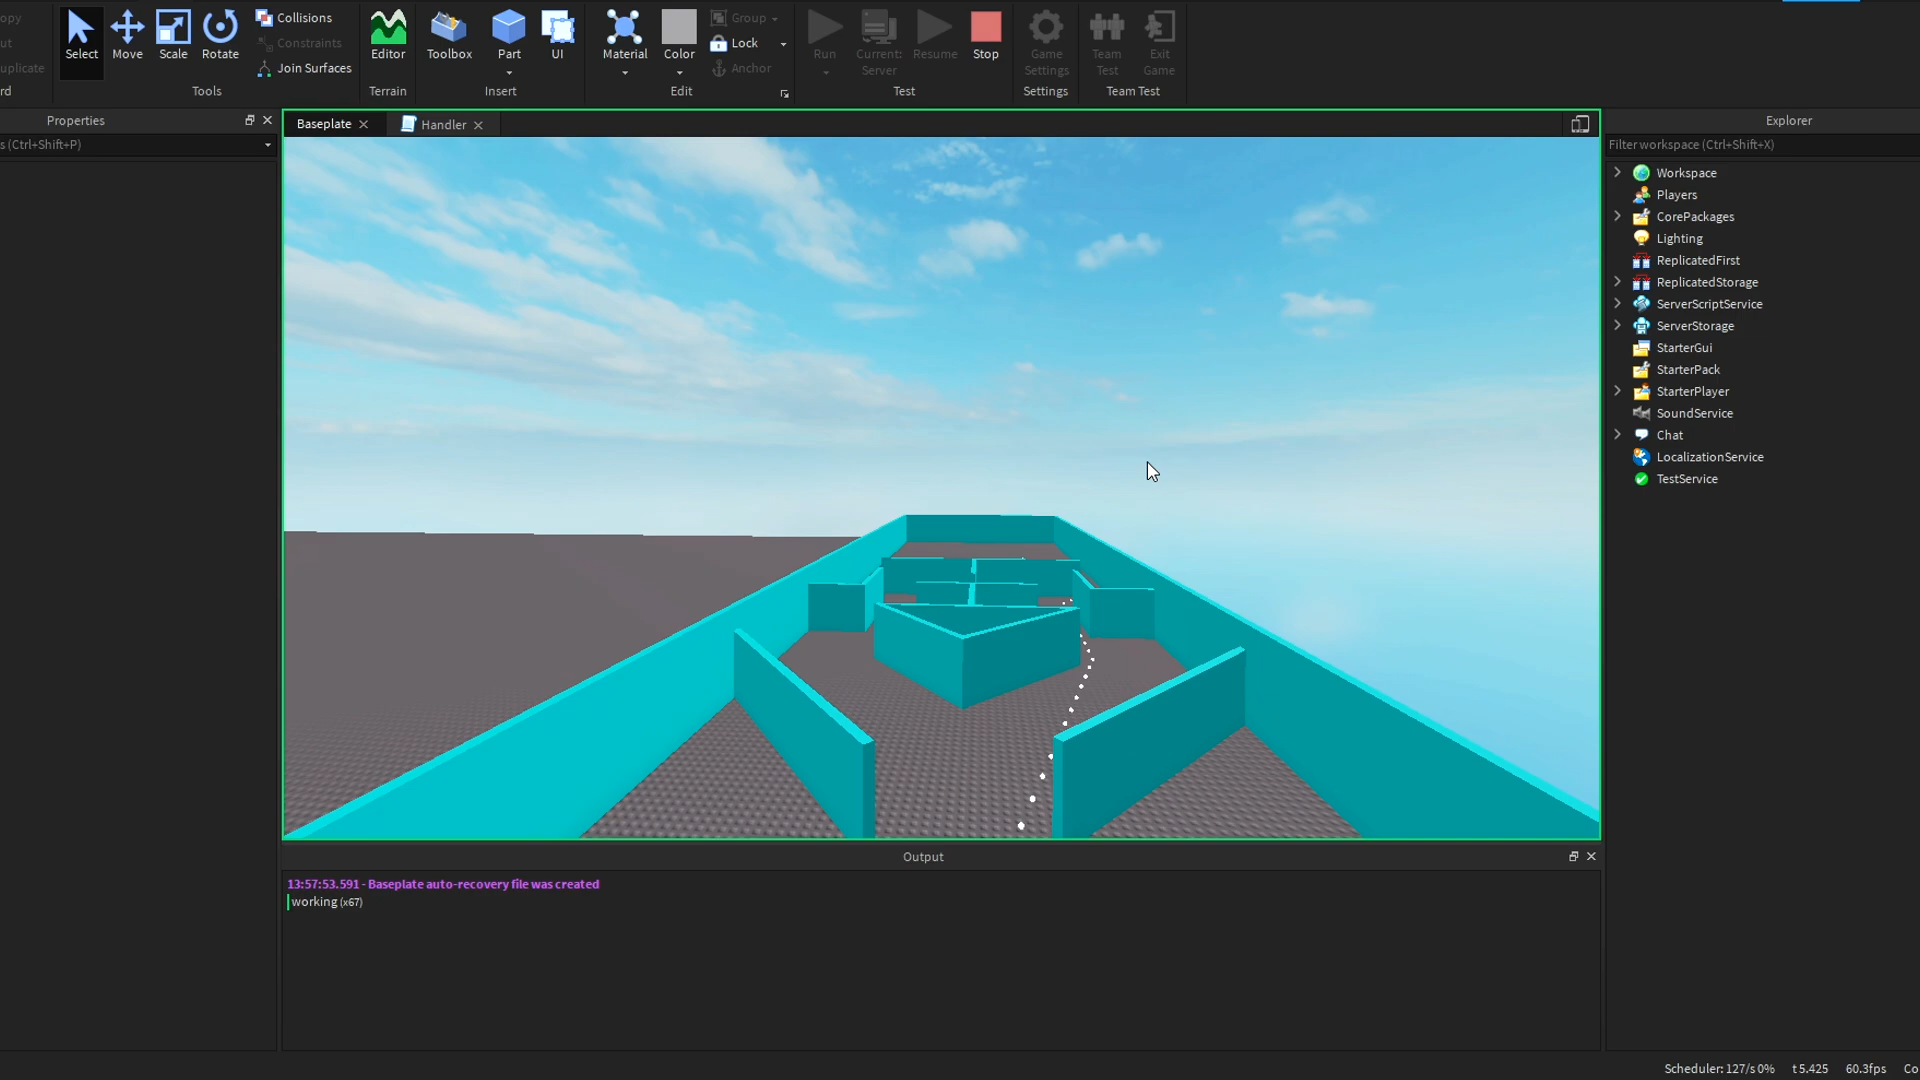 opy
ut
uplicate
rd
Select
Move
Scale
Rotate
Collisions
Constraints
Join Surfaces
Tools
Editor
Terrain
Toolbox
Part
UI
Insert
Material
Color
Group
Lock
Anchor
Edit
Run
Current:
Server
Resume
Stop
Test
Game
Settings
Settings
Team
Test
Exit
Game
Team Test
Properties
s (Ctrl+Shift+P)
Baseplate
Handler
Explorer
Filter workspace (Ctrl+Shift+X)
Workspace
Players
CorePackages
Lighting
ReplicatedFirst
ReplicatedStorage
ServerScriptService
ServerStorage
StarterGui
StarterPack
StarterPlayer
SoundService
Chat
LocalizationService
TestService
Output
13:57:53.591 - Baseplate auto-recovery file was created
working (x67)
Scheduler: 127/s 0% t 5.425 60.3fps Co